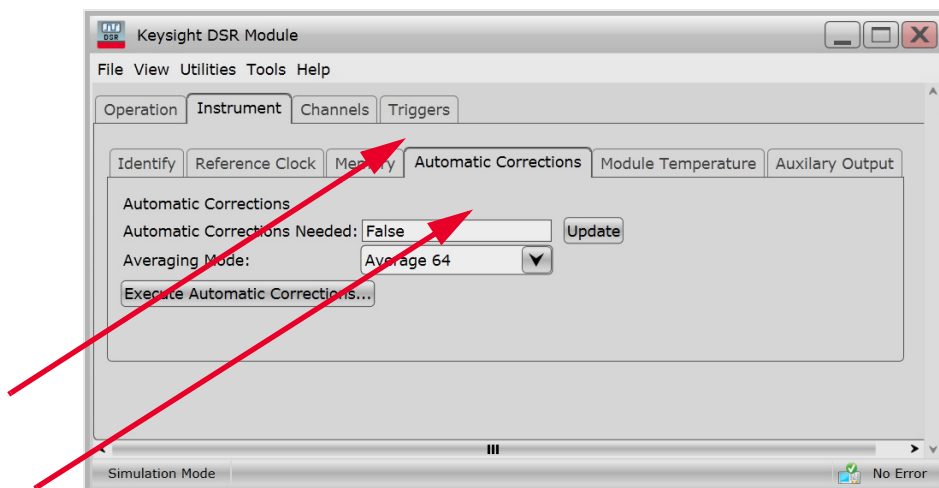 DSR
Keysight DSR Module
File View Utilities Tools Help
Operation Instrument Channels Triggers
Identify Reference Clock Memory Automatic Corrections Module Temperature Auxilary Output
Automatic Corrections
Automatic Corrections Needed: False Update
Averaging Mode: Average 64
Execute Automatic Corrections...
Simulation Mode No Error